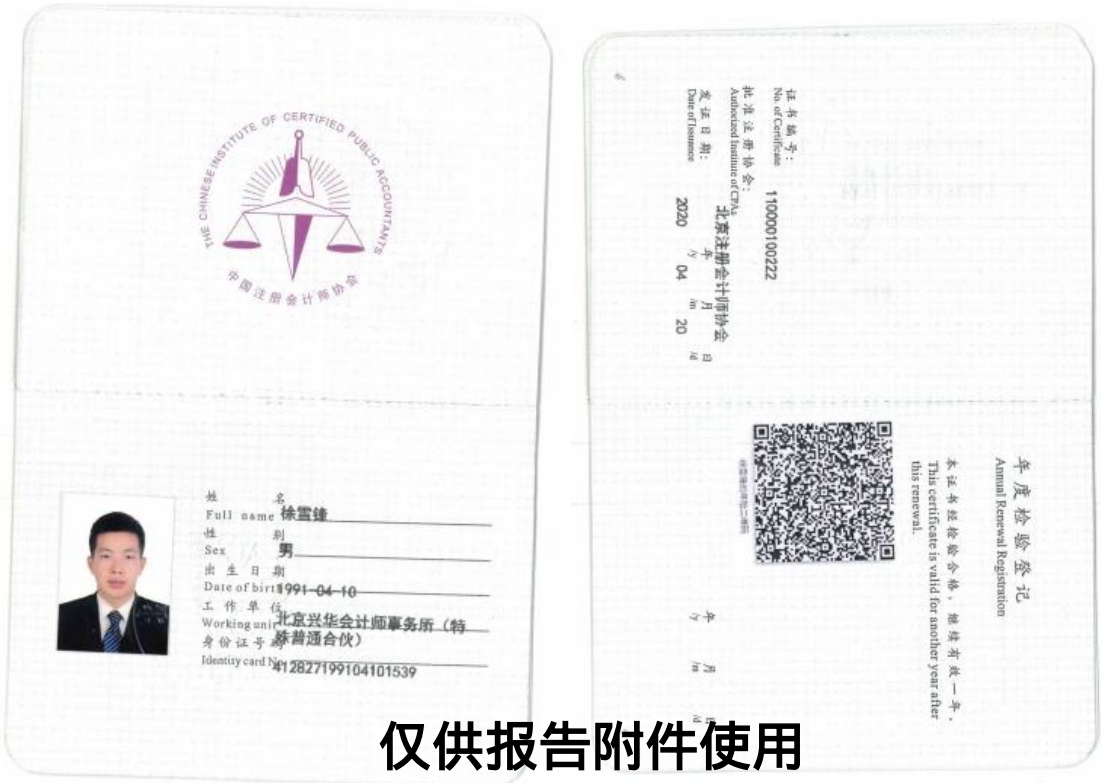 THE CHINESE INSTITUTE OF CERTIFIED PUBLIC ACCOUNTANTS
中国注册会计师协会
姓 名
Full name 徐雪锋
性 别
Sex 男
出 生 日 期
Date of birt 1991-04-10
工 作 单 位
Working unit 北京兴华会计师事务所（特
殊普通合伙）
身份证号码
Identity card No 412827199104101539
证书编号：
No. of Certificate
110000100222
批准注册协会：
Authorized Institute of CPAs
北京注册会计师协会
发证日期：
Date of Issuance
2020 年 04 月 20 日
/y /m /d
年度检验登记
Annual Renewal Registration
本证书经检验合格，继续有效一年。
This certificate is valid for another year after
this renewal.
年 月 日
/y /m /d
仅供报告附件使用